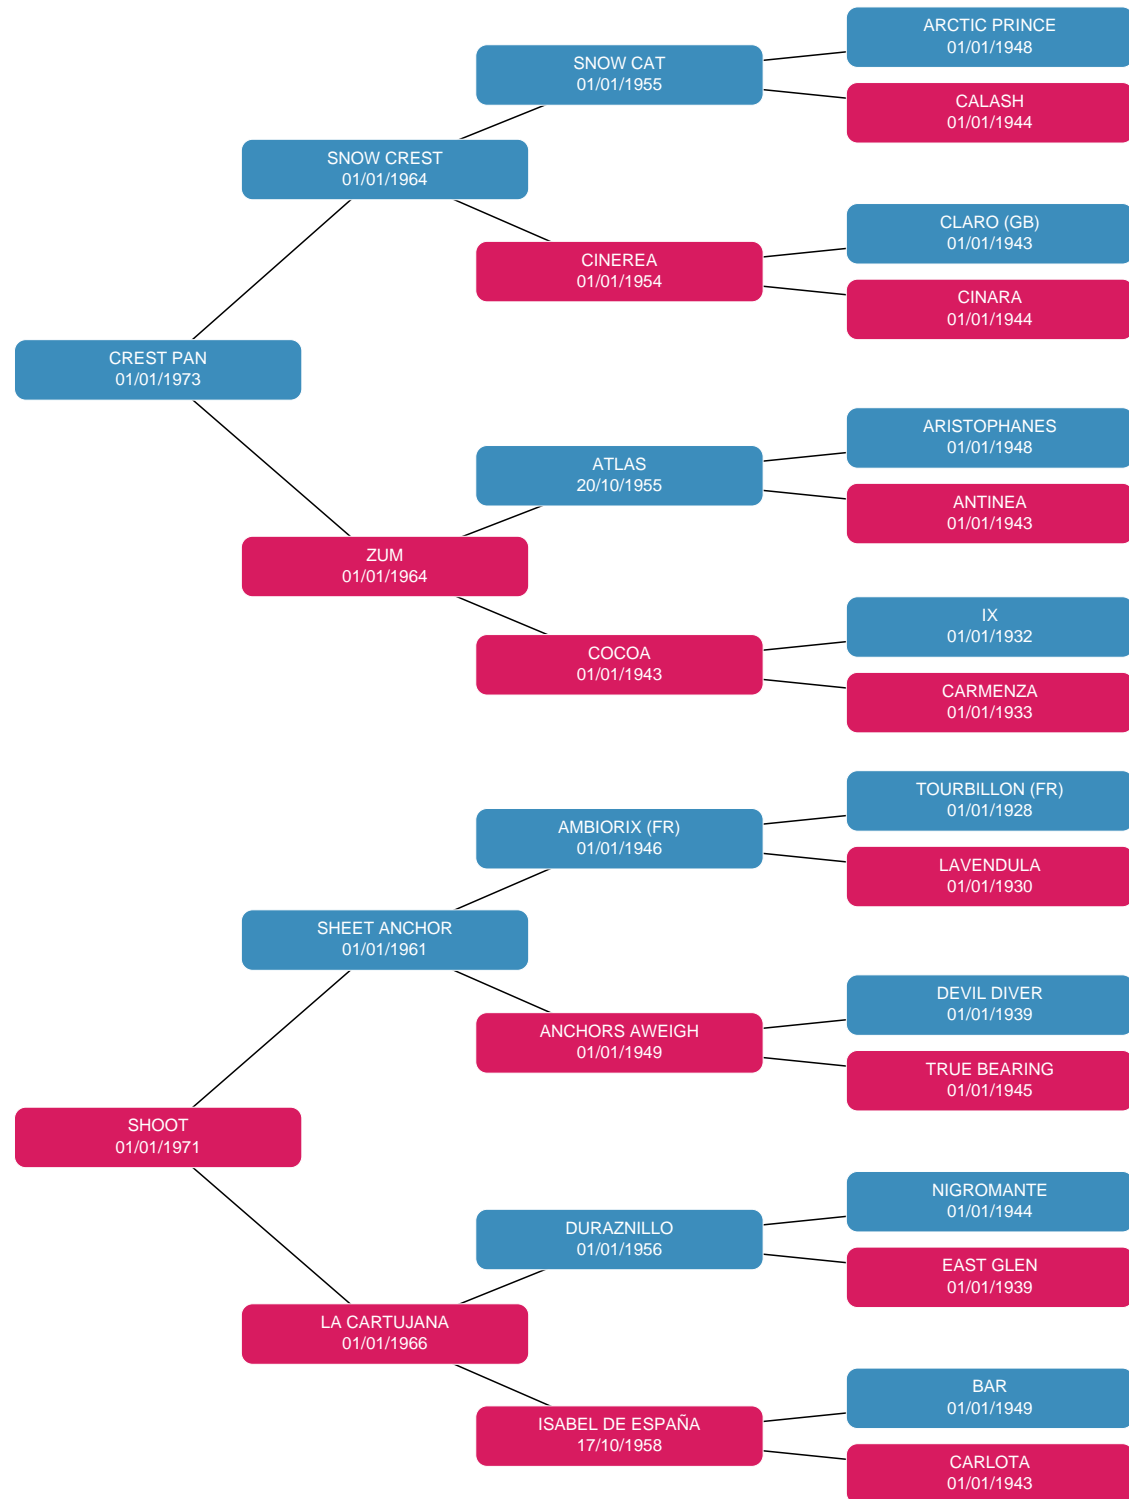 ARCTIC PRINCE
01/01/1948
SNOW CAT
01/01/1955
CALASH
01/01/1944
SNOW CREST
01/01/1964
CLARO (GB)
01/01/1943
CINEREA
01/01/1954
CINARA
01/01/1944
CREST PAN
01/01/1973
ARISTOPHANES
01/01/1948
ATLAS
20/10/1955
ANTINEA
01/01/1943
ZUM
01/01/1964
IX
01/01/1932
COCOA
01/01/1943
CARMENZA
01/01/1933
TOURBILLON (FR)
01/01/1928
AMBIORIX (FR)
01/01/1946
LAVENDULA
01/01/1930
SHEET ANCHOR
01/01/1961
DEVIL DIVER
01/01/1939
ANCHORS AWEIGH
01/01/1949
TRUE BEARING
01/01/1945
SHOOT
01/01/1971
NIGROMANTE
01/01/1944
DURAZNILLO
01/01/1956
EAST GLEN
01/01/1939
LA CARTUJANA
01/01/1966
BAR
01/01/1949
ISABEL DE ESPAÑA
17/10/1958
CARLOTA
01/01/1943